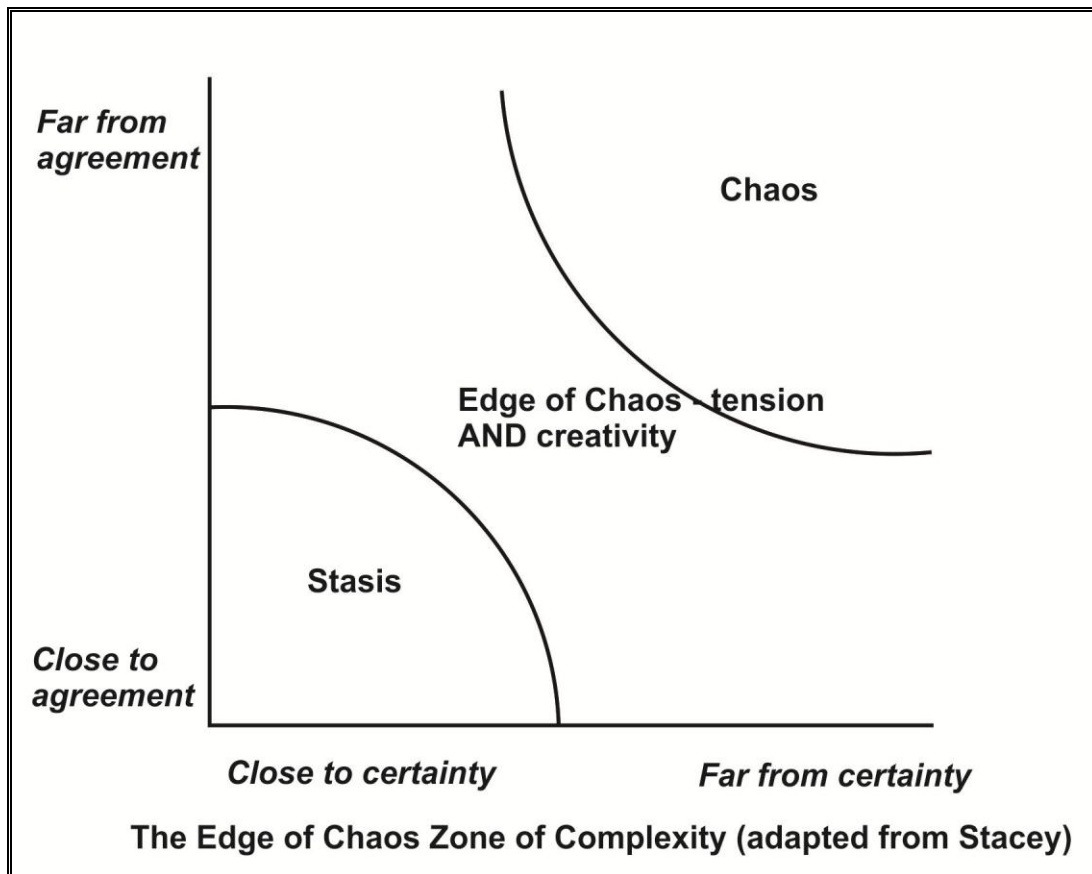 Far from
agreement
Chaos
Edge of Chaos - tension
AND creativity
Stasis
Close to
agreement
Close to certainty
Far from certainty
The Edge of Chaos Zone of Complexity (adapted from Stacey)